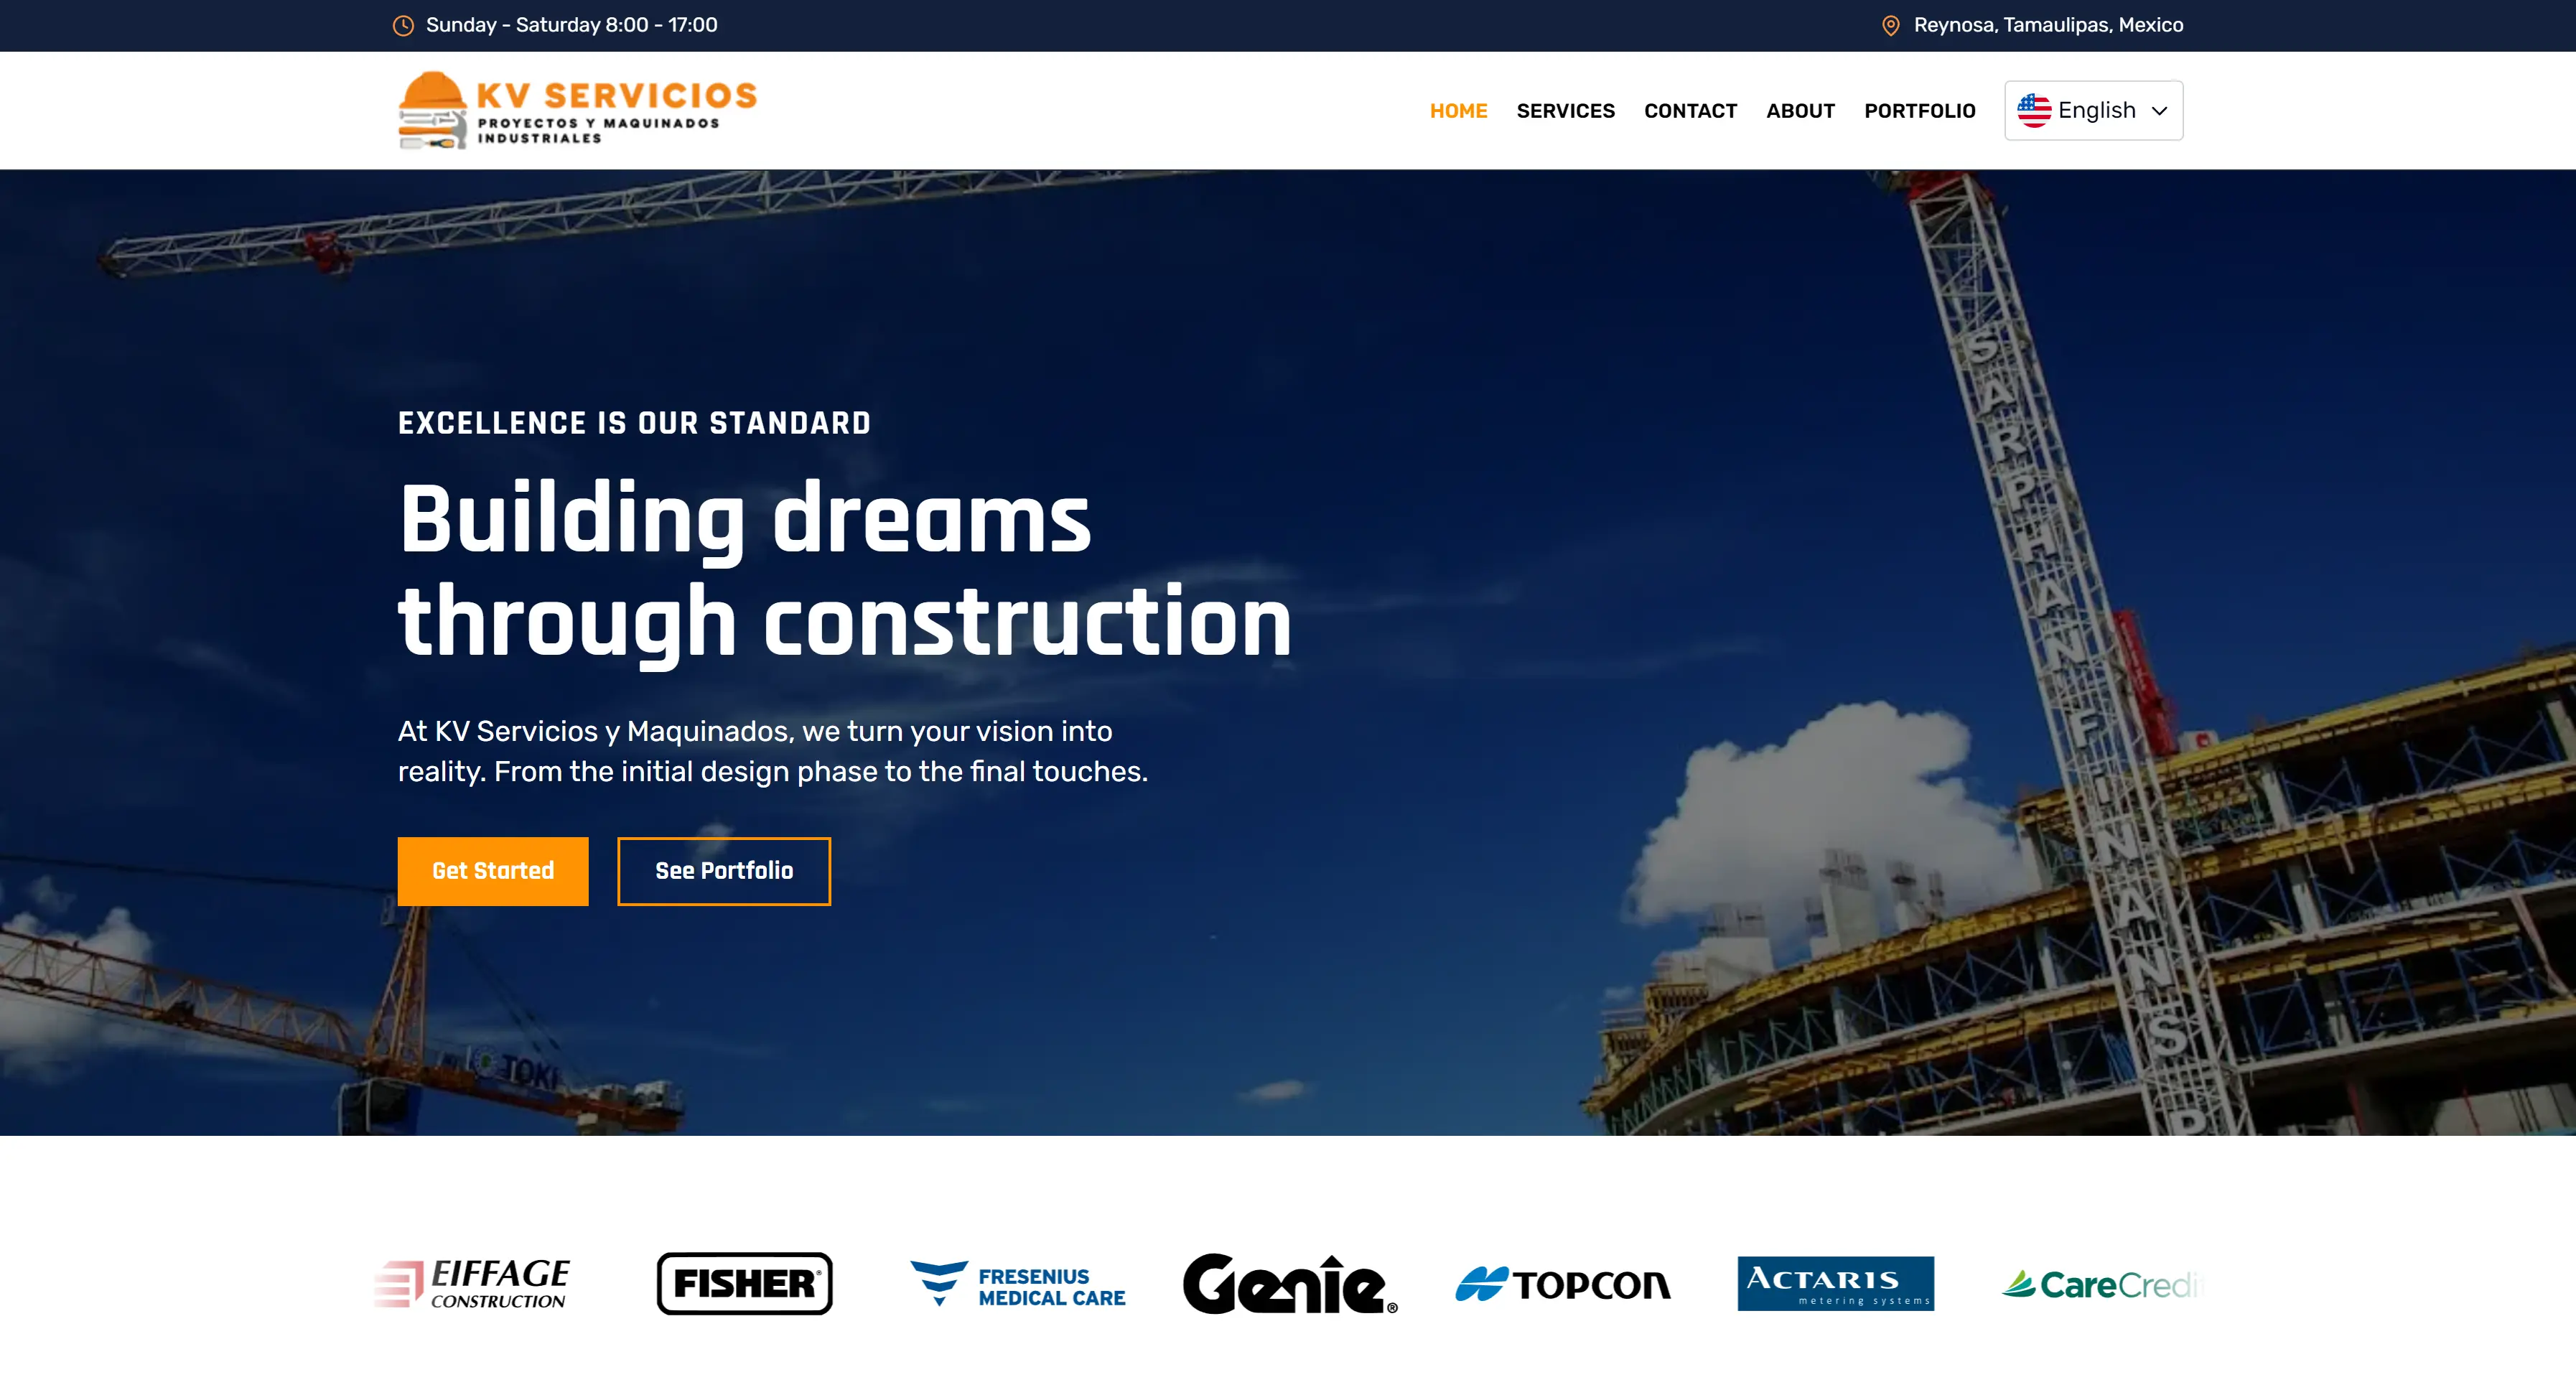 Sunday - Saturday 8:00 - 17:00
Reynosa, Tamaulipas, Mexico
KV SERVICIOS
PROYECTOS Y MAQUINADOS
INDUSTRIALES
HOME SERVICES CONTACT ABOUT PORTFOLIO English
SARPHAN FINANS P
EXCELLENCE IS OUR STANDARD
Building dreams
through construction
At KV Servicios y Maquinados, we turn your vision into
reality. From the initial design phase to the final touches.
Get Started See Portfolio
TOKI
EIFFAGE
CONSTRUCTION
FISHER®
FRESENIUS
MEDICAL CARE
Genie®
TOPCON
ACTARIS
metering systems
CareCredi